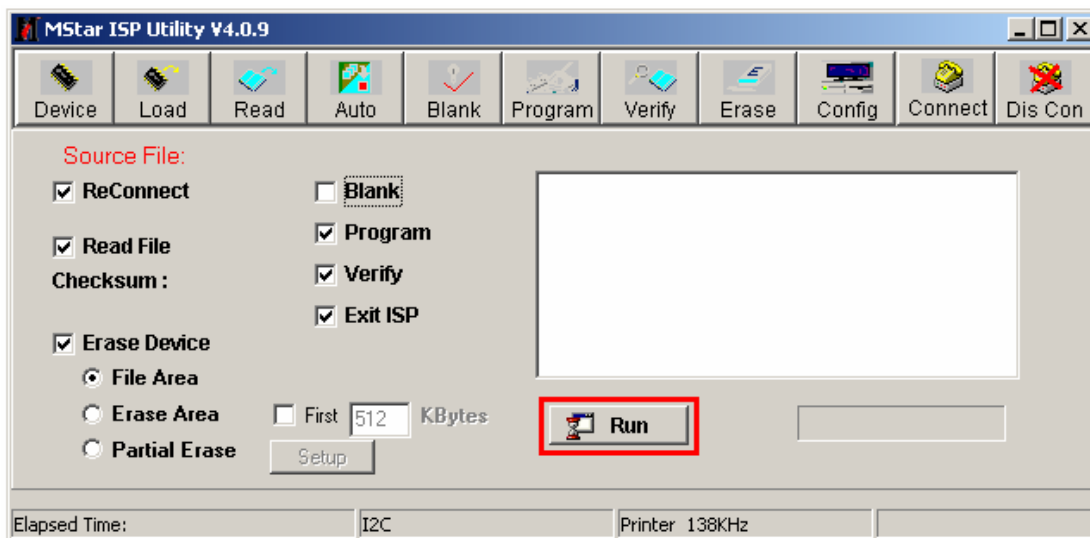 MStar ISP Utility V4.0.9
Device Load Read Auto Blank Program Verify Erase Config Connect Dis Con
Source File:
ReConnect
Blank
Read File
Program
Checksum :
Verify
Exit ISP
Erase Device
File Area
Erase Area
First 512 KBytes
Run
Partial Erase
Setup
Elapsed Time: I2C Printer 138KHz